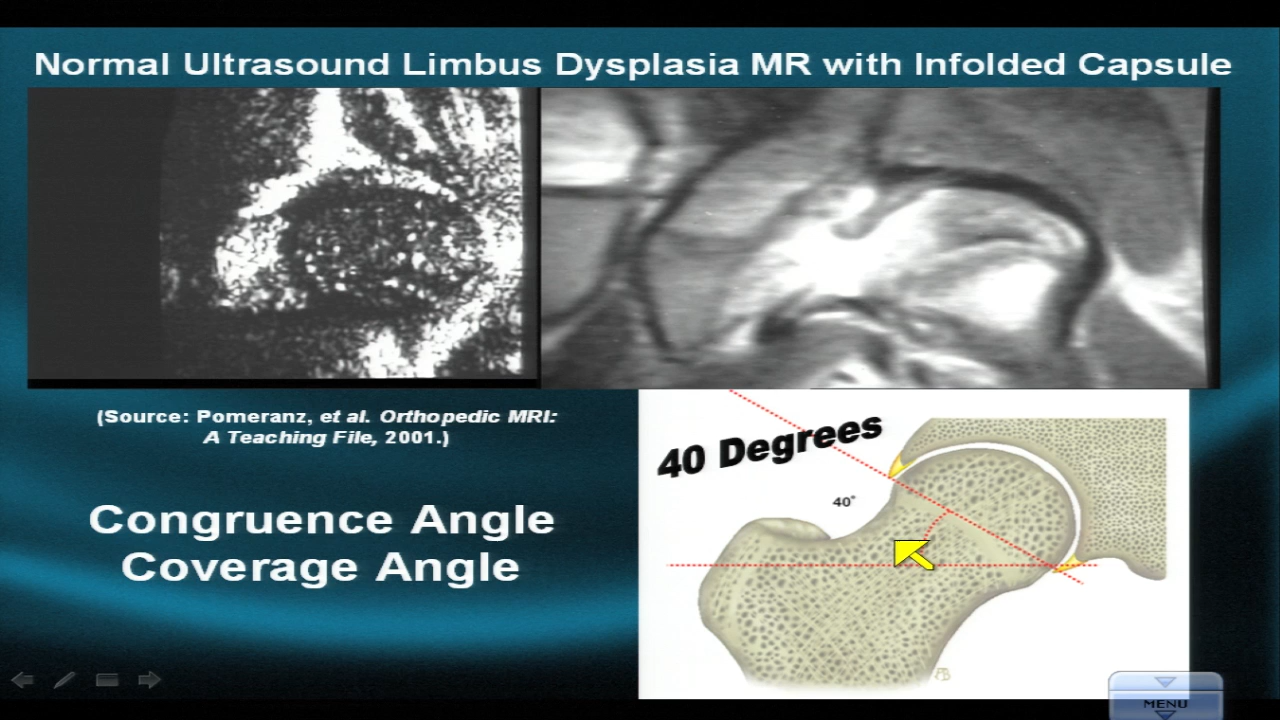 Normal Ultrasound Limbus Dysplasia MR with Infolded Capsule
(Source: Pomeranz, et al. Orthopedic MRI:
A Teaching File, 2001.)
40 Degrees
40°
Congruence Angle
Coverage Angle
MENU